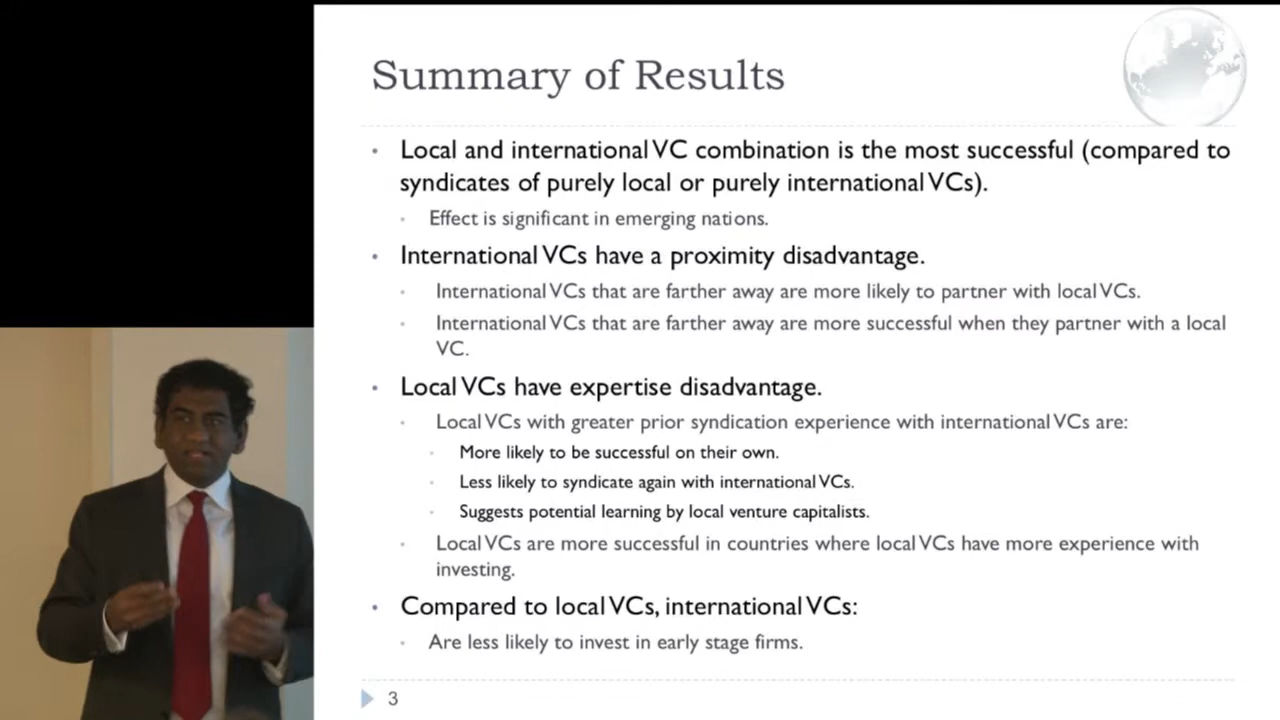 Summary of Results
Local and international VC combination is the most successful (compared to
syndicates of purely local or purely international VCs).
Effect is significant in emerging nations.
International VCs have a proximity disadvantage.
International VCs that are farther away are more likely to partner with local VCs.
International VCs that are farther away are more successful when they partner with a local
VC.
Local VCs have expertise disadvantage.
Local VCs with greater prior syndication experience with international VCs are:
More likely to be successful on their own.
Less likely to syndicate again with international VCs.
Suggests potential learning by local venture capitalists.
Local VCs are more successful in countries where local VCs have more experience with
investing.
Compared to local VCs, international VCs:
Are less likely to invest in early stage firms.
3